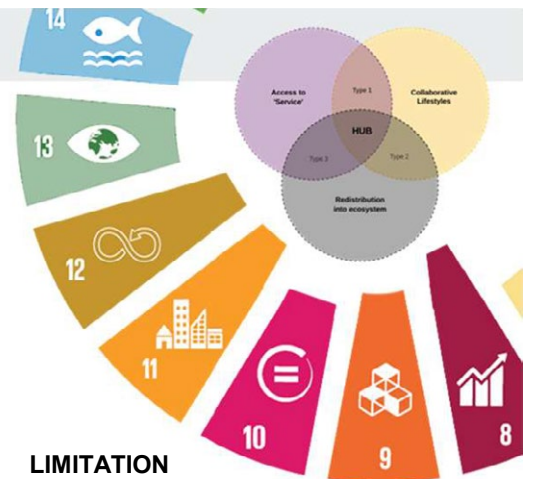 14
Access to
'Service'
Type 1
Collaborative
Lifestyles
HUB
Type 3
Type 2
Redistribution
into ecosystem
13
12
11
10
9
8
LIMITATION